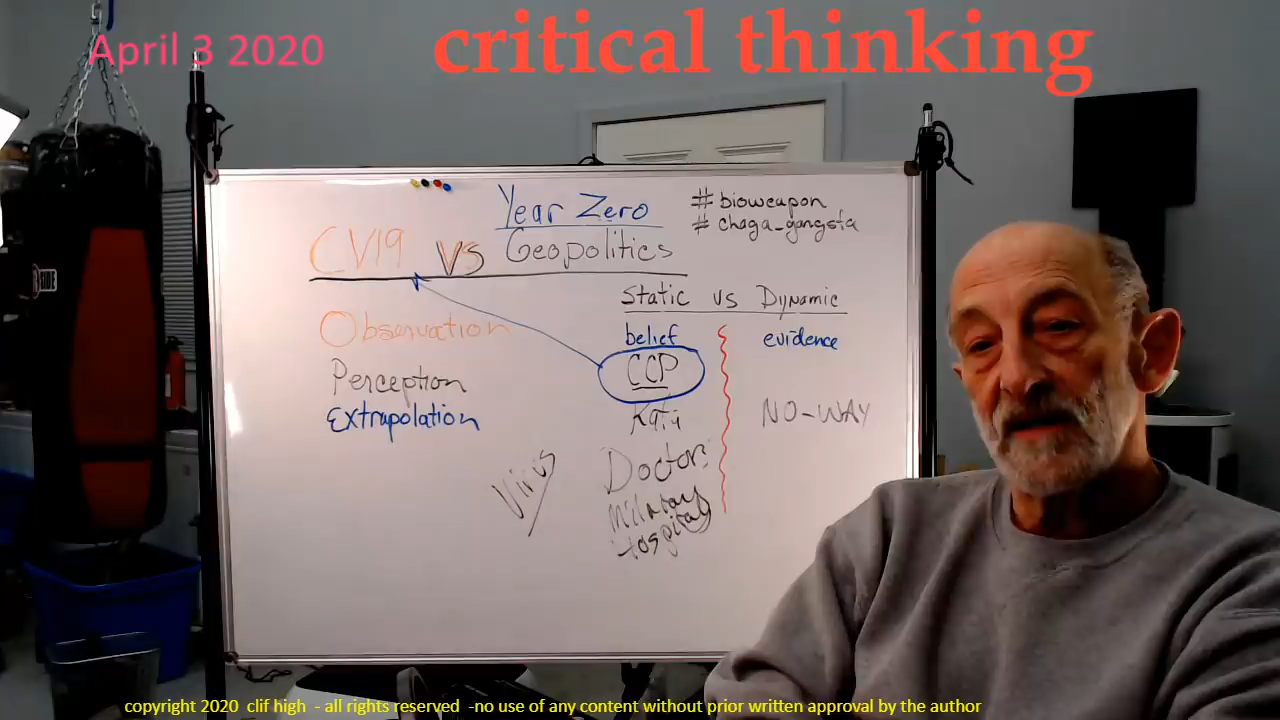 April 3 2020
critical thinking
Year Zero
# bioweapon
# chaga_gangsta
CV19 VS Geopolitics
Static vs Dynamic
Observation
belief
evidence
Perception
CCP
Extrapolation
NO-WAY
Virus
Doctors
Military
Hospital
SIDE
copyright 2020 clif high - all rights reserved -no use of any content without prior written approval by the author